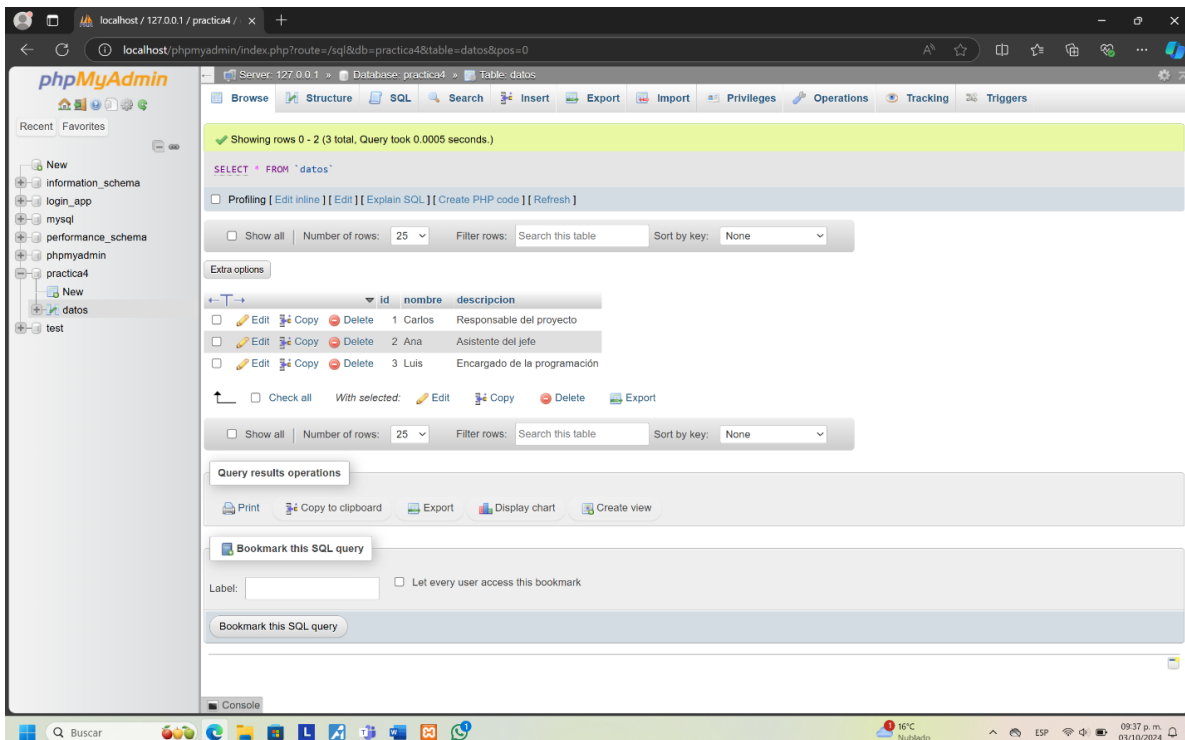 localhost / 127.0.0.1 / practica4 /
localhost/phpmyadmin/index.php?route=/sql&db=practica4&table=datos&pos=0
phpMyAdmin
Recent Favorites
New
information_schema
login_app
mysql
performance_schema
phpmyadmin
practica4
New
datos
test
Server: 127.0.0.1 » Database: practica4 » Table: datos
Browse Structure SQL Search Insert Export Import Privileges Operations Tracking Triggers
Showing rows 0 - 2 (3 total, Query took 0.0005 seconds.)
SELECT * FROM `datos`
Profiling [ Edit inline ] [ Edit ] [ Explain SQL ] [ Create PHP code ] [ Refresh ]
Show all | Number of rows: 25 Filter rows: Search this table Sort by key: None
Extra options
←T→ id nombre descripcion
Edit Copy Delete 1 Carlos Responsable del proyecto
Edit Copy Delete 2 Ana Asistente del jefe
Edit Copy Delete 3 Luis Encargado de la programación
Check all With selected: Edit Copy Delete Export
Show all | Number of rows: 25 Filter rows: Search this table Sort by key: None
Query results operations
Print Copy to clipboard Export Display chart Create view
Bookmark this SQL query
Label: Let every user access this bookmark
Bookmark this SQL query
Console
Buscar
1 16°C
Nublado
ESP
09:37 p. m.
03/10/2024